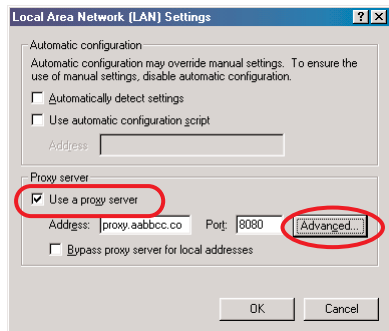 Local Area Network (LAN) Settings
Automatic configuration
Automatic configuration may override manual settings. To ensure the
use of manual settings, disable automatic configuration.
Automatically detect settings
Use automatic configuration script
Address
Proxy server
Use a proxy server
Address: proxy.aabbcc.co Port: 8080 Advanced...
Bypass proxy server for local addresses
OK Cancel